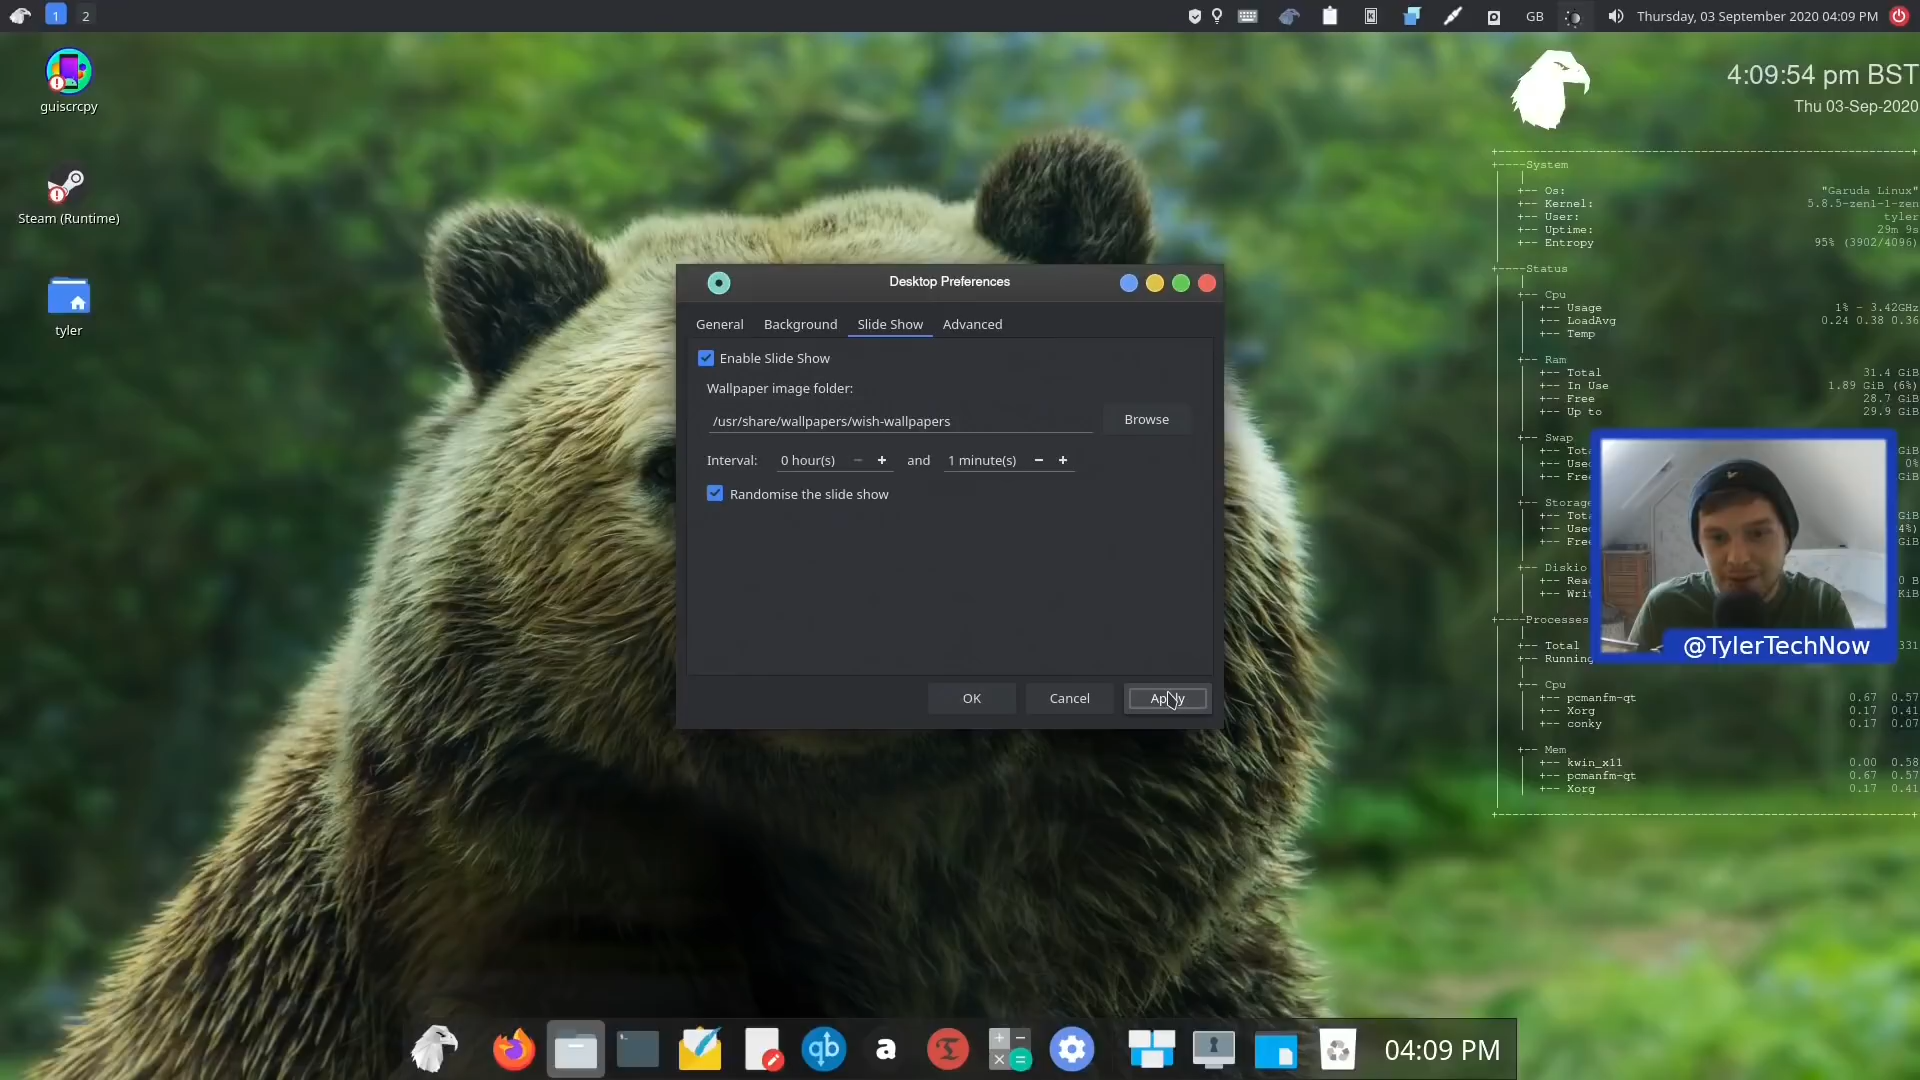 1 2
GB Thursday, 03 September 2020 04:09 PM
guiscrcpy
Steam (Runtime)
tyler
4:09:54 pm BST
Thu 03-Sep-2020
System
Os: "Garuda Linux"
Kernel: 5.8.5-zen1-1-zen
User: tyler
Uptime: 29m 9s
Entropy 95% (3902/4096)
Status
Cpu
Usage 1% - 3.42GHz
LoadAvg 0.24 0.38 0.36
Temp
Ram
Total 31.4 GiB
In Use 1.89 GiB (6%)
Free 28.7 GiB
Up to 29.9 GiB
Swap
Storag
Diskio
Processes
Total 331
Running
Cpu
pcmanfm-qt 0.67 0.57
Xorg 0.17 0.41
conky 0.17 0.07
Mem
kwin_x11 0.00 0.58
pcmanfm-qt 0.67 0.57
Xorg 0.17 0.41
@TylerTechNow
Desktop Preferences
General Background Slide Show Advanced
Enable Slide Show
Wallpaper image folder:
/usr/share/wallpapers/wish-wallpapers Browse
Interval: 0 hour(s) - + and 1 minute(s) - +
Randomise the slide show
OK Cancel Apply
qb a
04:09 PM